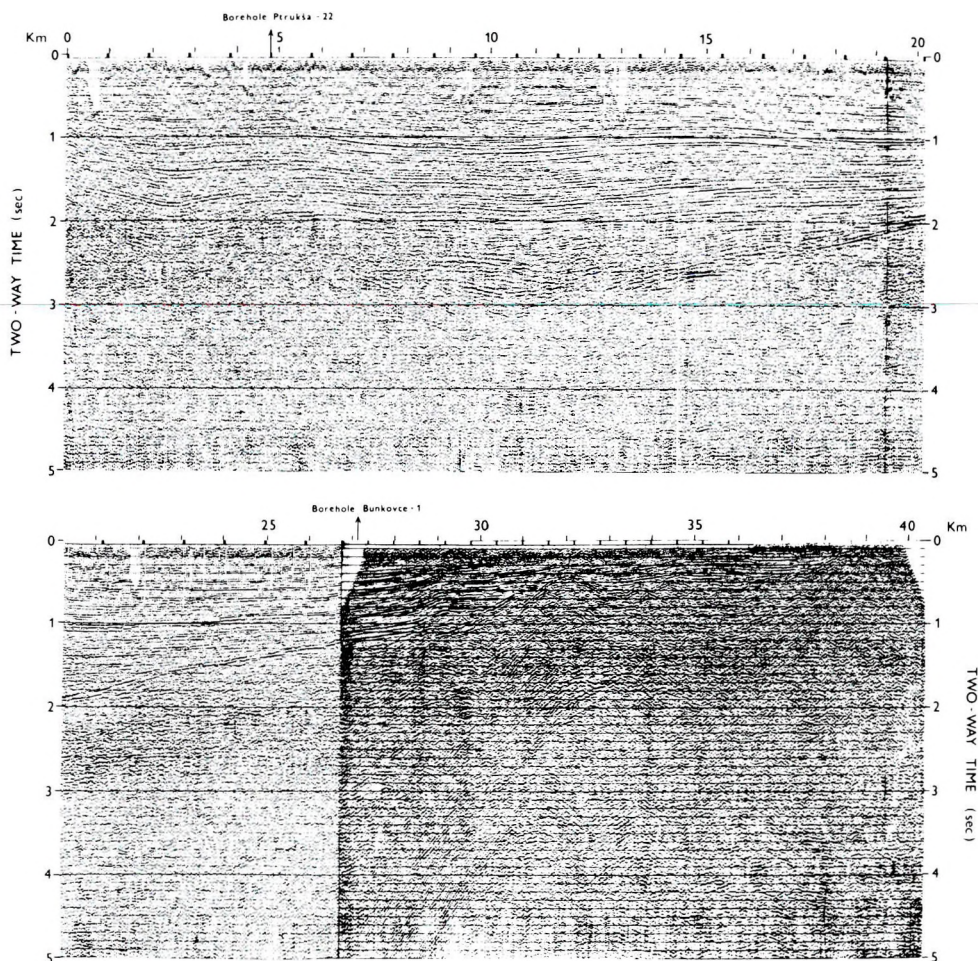 Borehole Ptrukša - 22
Km 0 5 10 15 20
0 0
1 1
2 2
3 3
4 4
5 5
TWO - WAY TIME (sec)
Borehole Bunkovce - 1
25 30 35 40 Km
0 0
1 1
2 2
3 3
4 4
5 5
TWO - WAY TIME (sec)